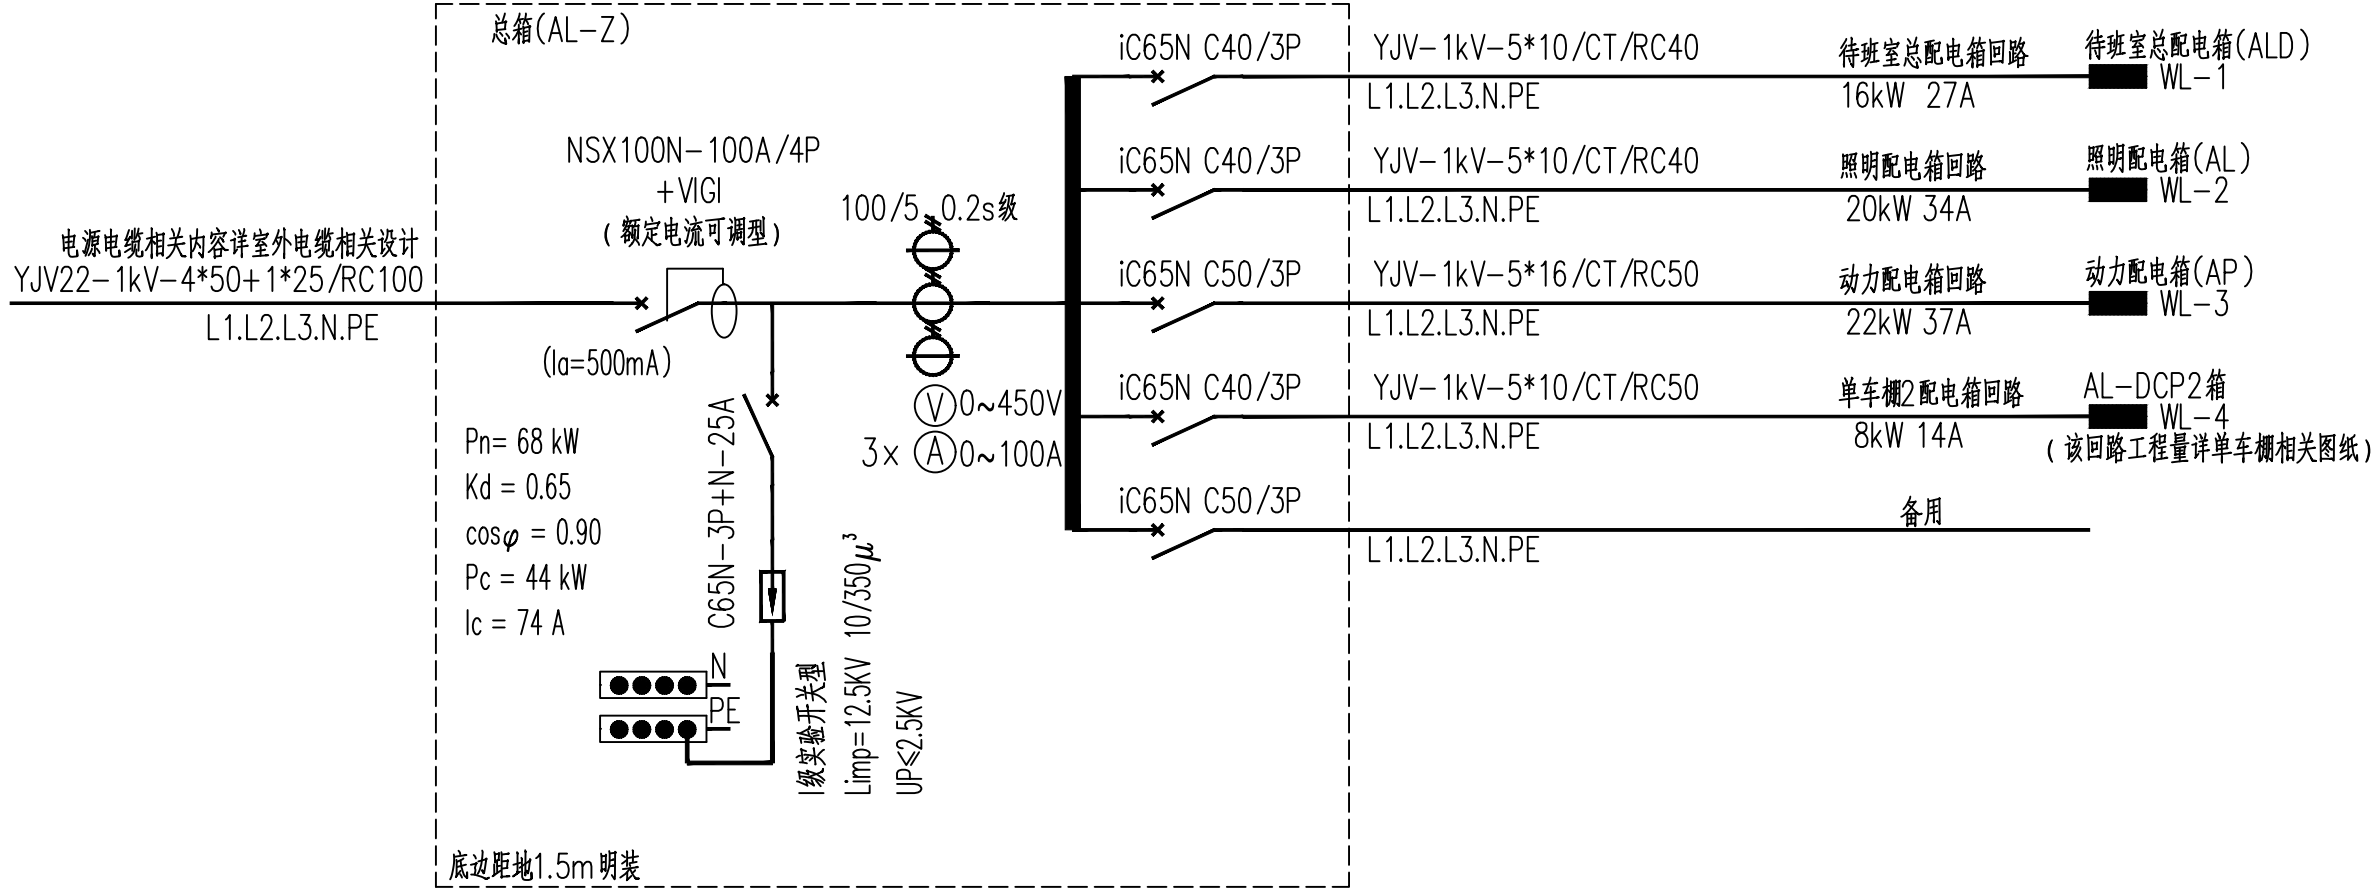 总箱(AL-Z)
NSX100N-100A/4P
+VIGI
(额定电流可调型)
电源电缆相关内容详室外电缆相关设计
YJV22-1kV-4*50+1*25/RC100
L1.L2.L3.N.PE
(Ia=500mA)
100/5 0.2s级
V 0~450V
3x A 0~100A
Pn= 68 kW
Kd = 0.65
cosφ = 0.90
Pc = 44 kW
Ic = 74 A
C65N-3P+N-25A
N
PE
I级实验开关型
Limp=12.5KV 10/350μ³
UP≤2.5KV
底边距地1.5m明装
iC65N C40/3P YJV-1kV-5*10/CT/RC40 待班室总配电箱回路 待班室总配电箱(ALD)
L1.L2.L3.N.PE 16kW 27A WL-1
iC65N C40/3P YJV-1kV-5*10/CT/RC40 照明配电箱回路 照明配电箱(AL)
L1.L2.L3.N.PE 20kW 34A WL-2
iC65N C50/3P YJV-1kV-5*16/CT/RC50 动力配电箱回路 动力配电箱(AP)
L1.L2.L3.N.PE 22kW 37A WL-3
iC65N C40/3P YJV-1kV-5*10/CT/RC50 单车棚2配电箱回路 AL-DCP2箱
L1.L2.L3.N.PE 8kW 14A WL-4
(该回路工程量详单车棚相关图纸)
iC65N C50/3P 备用
L1.L2.L3.N.PE